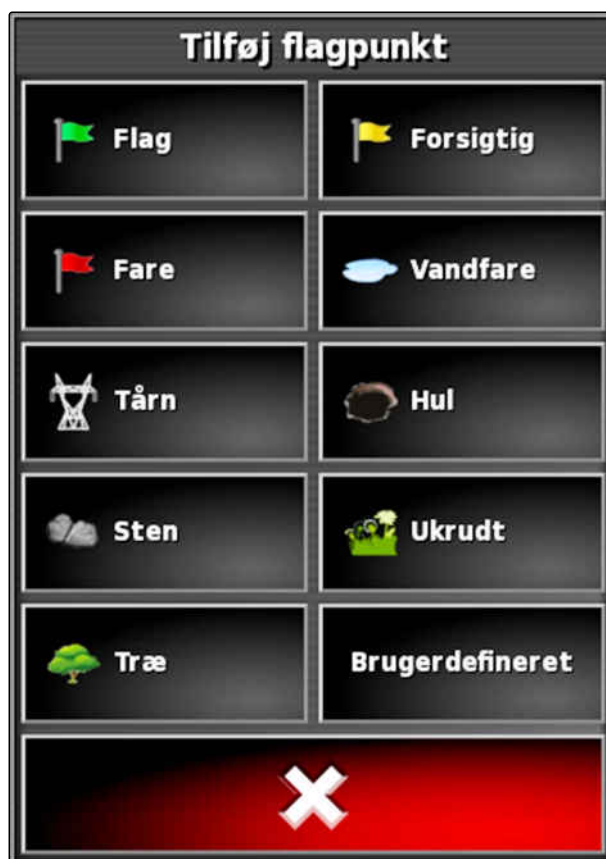 Tilføj flagpunkt
Flag
Forsigtig
Fare
Vandfare
Tårn
Hul
Sten
Ukrudt
Træ
Brugerdefineret